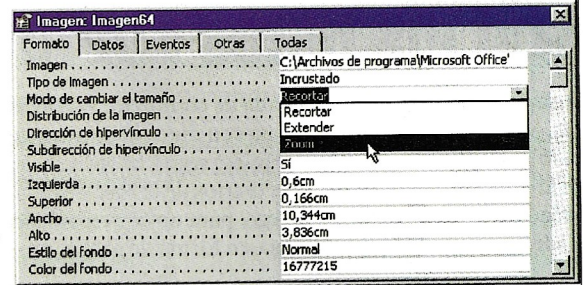 Imagen: Imagen64
Formato Datos Eventos Otras Todas
Imagen . . . . . . . . . . . . . . . . . . . . . . . . . . C:\Archivos de programa\Microsoft Office'
Tipo de Imagen . . . . . . . . . . . . . . . . . . . Incrustado
Modo de cambiar el tamaño . . . . . . . . . . Recortar
Distribución de la imagen . . . . . . . . . . . . Recortar
Dirección de hipervínculo . . . . . . . . . . . . Extender
Subdirección de hipervínculo . . . . . . . . . Zoom
Visible . . . . . . . . . . . . . . . . . . . . . . . . . . Sí
Izquierda . . . . . . . . . . . . . . . . . . . . . . . . 0,6cm
Superior . . . . . . . . . . . . . . . . . . . . . . . . 0,166cm
Ancho . . . . . . . . . . . . . . . . . . . . . . . . . . 10,344cm
Alto . . . . . . . . . . . . . . . . . . . . . . . . . . . . 3,836cm
Estilo del fondo . . . . . . . . . . . . . . . . . . . Normal
Color del fondo . . . . . . . . . . . . . . . . . . . 16777215